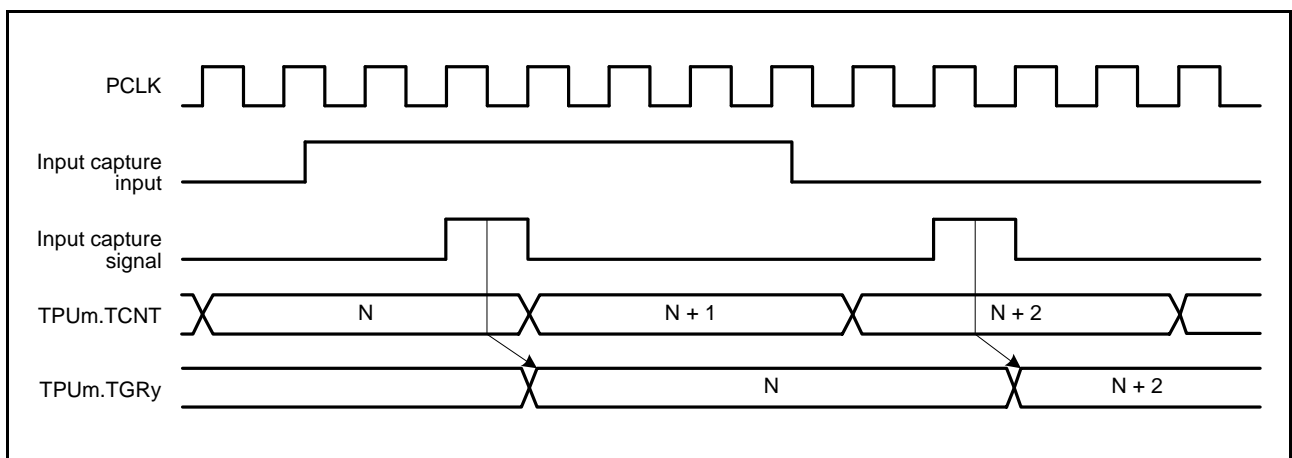 PCLK
Input capture
input
Input capture
signal
TPUm.TCNT
N
N + 1
N + 2
TPUm.TGRy
N
N + 2